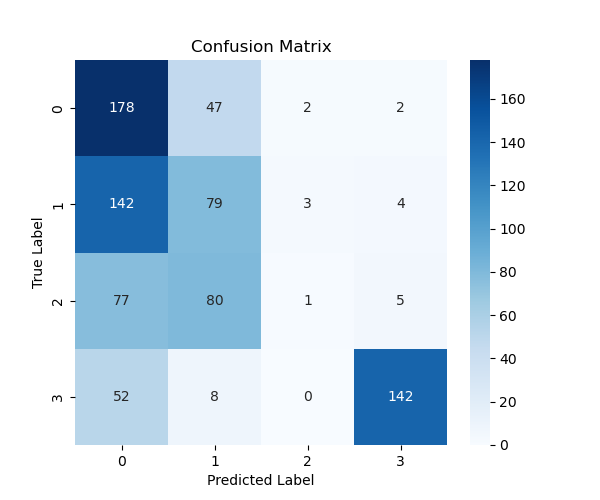 Confusion Matrix
0 178 47 2 2
1 142 79 3 4
2 77 80 1 5
3 52 8 0 142
0 1 2 3
Predicted Label
True Label
160
140
120
100
80
60
40
20
0